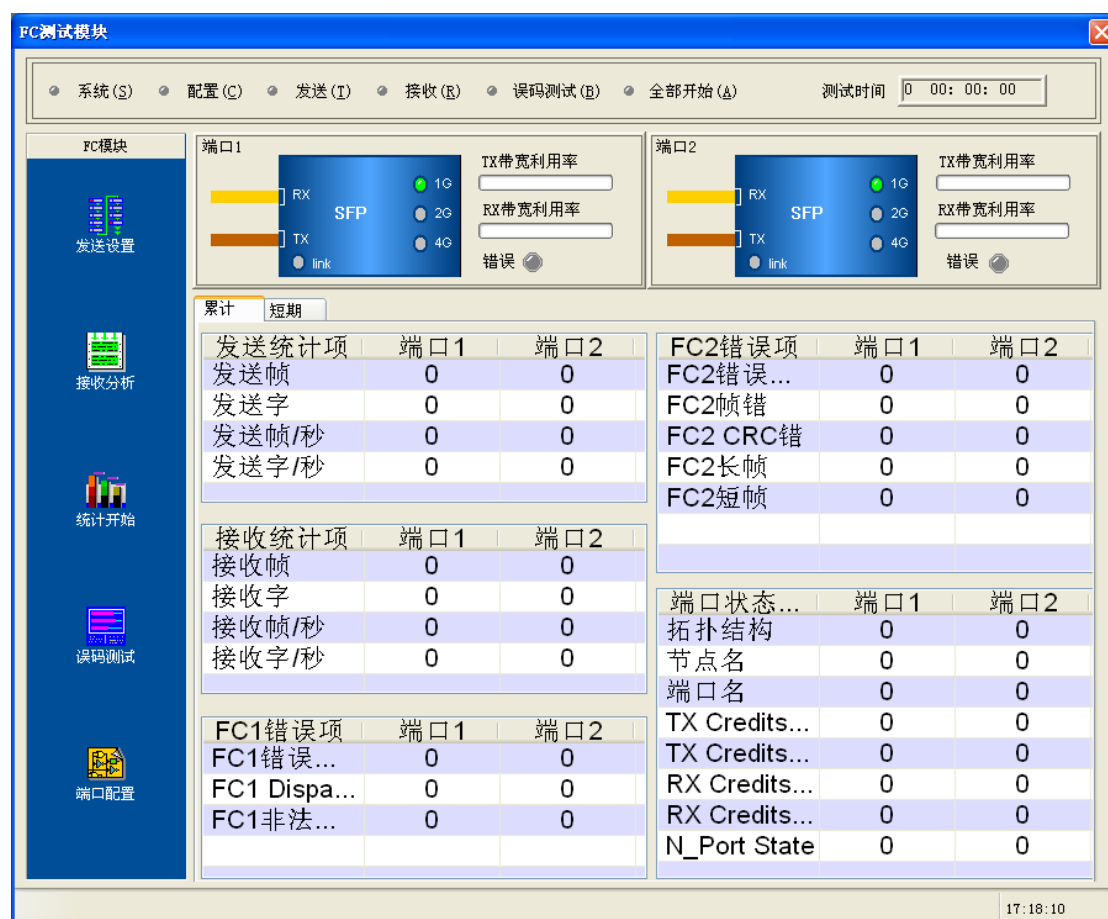 FC测试模块
系统(S) 配置(C) 发送(T) 接收(R) 误码测试(B) 全部开始(A) 测试时间 0 00: 00: 00
FC模块
发送设置
接收分析
统计开始
误码测试
端口配置
端口1
RX
SFP
TX
link
1G
2G
4G
TX带宽利用率
RX带宽利用率
错误
端口2
RX
SFP
TX
link
1G
2G
4G
TX带宽利用率
RX带宽利用率
错误
累计 短期
发送统计项 端口1 端口2
发送帧 0 0
发送字 0 0
发送帧/秒 0 0
发送字/秒 0 0
接收统计项 端口1 端口2
接收帧 0 0
接收字 0 0
接收帧/秒 0 0
接收字/秒 0 0
FC1错误项 端口1 端口2
FC1错误... 0 0
FC1 Dispa... 0 0
FC1非法... 0 0
FC2错误项 端口1 端口2
FC2错误... 0 0
FC2帧错 0 0
FC2 CRC错 0 0
FC2长帧 0 0
FC2短帧 0 0
端口状态... 端口1 端口2
拓扑结构 0 0
节点名 0 0
端口名 0 0
TX Credits... 0 0
TX Credits... 0 0
RX Credits... 0 0
RX Credits... 0 0
N_Port State 0 0
17:18:10